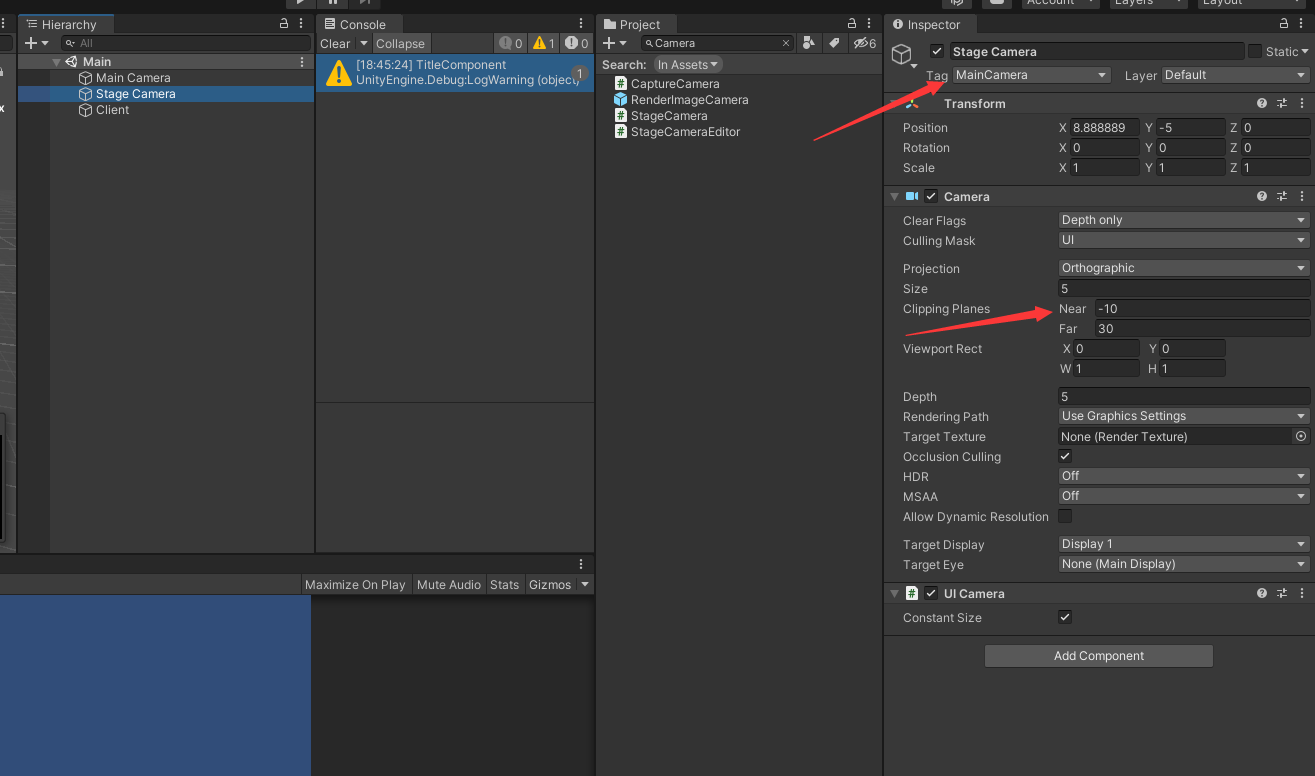 Account
Layers
Layout
Hierarchy
All
Main
Main Camera
Stage Camera
Client
Console
Clear
Collapse
0
1
0
[18:45:24] TitleComponent
UnityEngine.Debug:LogWarning (object)
1
Project
Camera
6
Search: In Assets
CaptureCamera
RenderImageCamera
StageCamera
StageCameraEditor
Inspector
Stage Camera
Static
Tag MainCamera Layer Default
Transform
Position X 8.888889 Y -5 Z 0
Rotation X 0 Y 0 Z 0
Scale X 1 Y 1 Z 1
Camera
Clear Flags Depth only
Culling Mask UI
Projection Orthographic
Size 5
Clipping Planes Near -10
Far 30
Viewport Rect X 0 Y 0
W 1 H 1
Depth 5
Rendering Path Use Graphics Settings
Target Texture None (Render Texture)
Occlusion Culling
HDR Off
MSAA Off
Allow Dynamic Resolution
Target Display Display 1
Target Eye None (Main Display)
UI Camera
Constant Size
Add Component
Maximize On Play Mute Audio Stats Gizmos